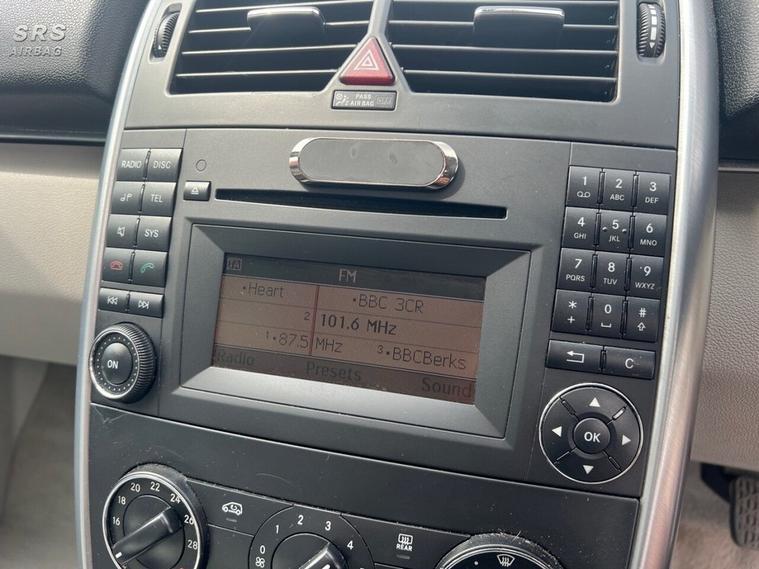 SRS
AIRBAG
PASS
AIR BAG OFF
RADIO DISC
TEL
SYS
ON
1A FM
•Heart •BBC 3CR
2 101.6 MHz
1•87.5 MHz 3•BBCBerks
Radio Presets Sound
1 2 ABC 3 DEF
4 GHI 5 JKL 6 MNO
7 PQRS 8 TUV 9 WXYZ
* + 0 #
C
OK
16 18 20 22 24 26 28
0 1 2 3 4
REAR